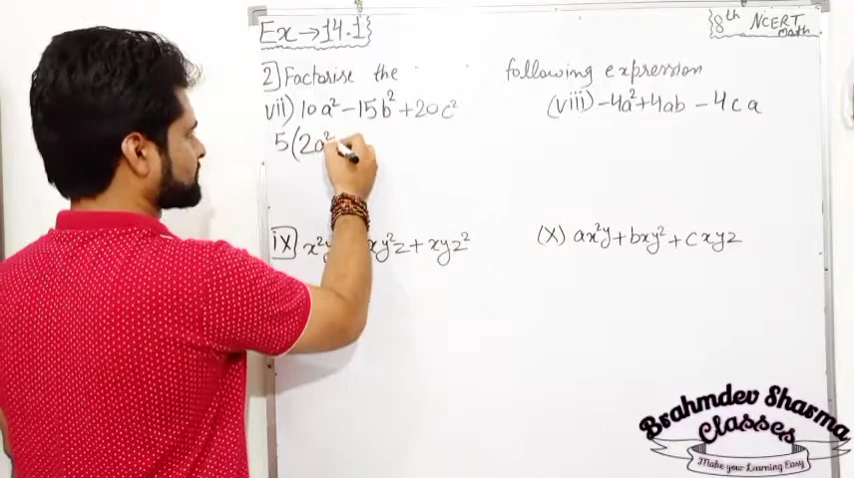 Ex→14.1
8th NCERT
Math
2) Factorise the following expression
vii) 10a²-15b²+20c²
(viii) -4a²+4ab-4ca
5(2a²
ix) x²y xy²z+xyz²
(x) ax²y+bxy²+cxyz
Brahmdev Sharma
Classes
Make your Learning Easy